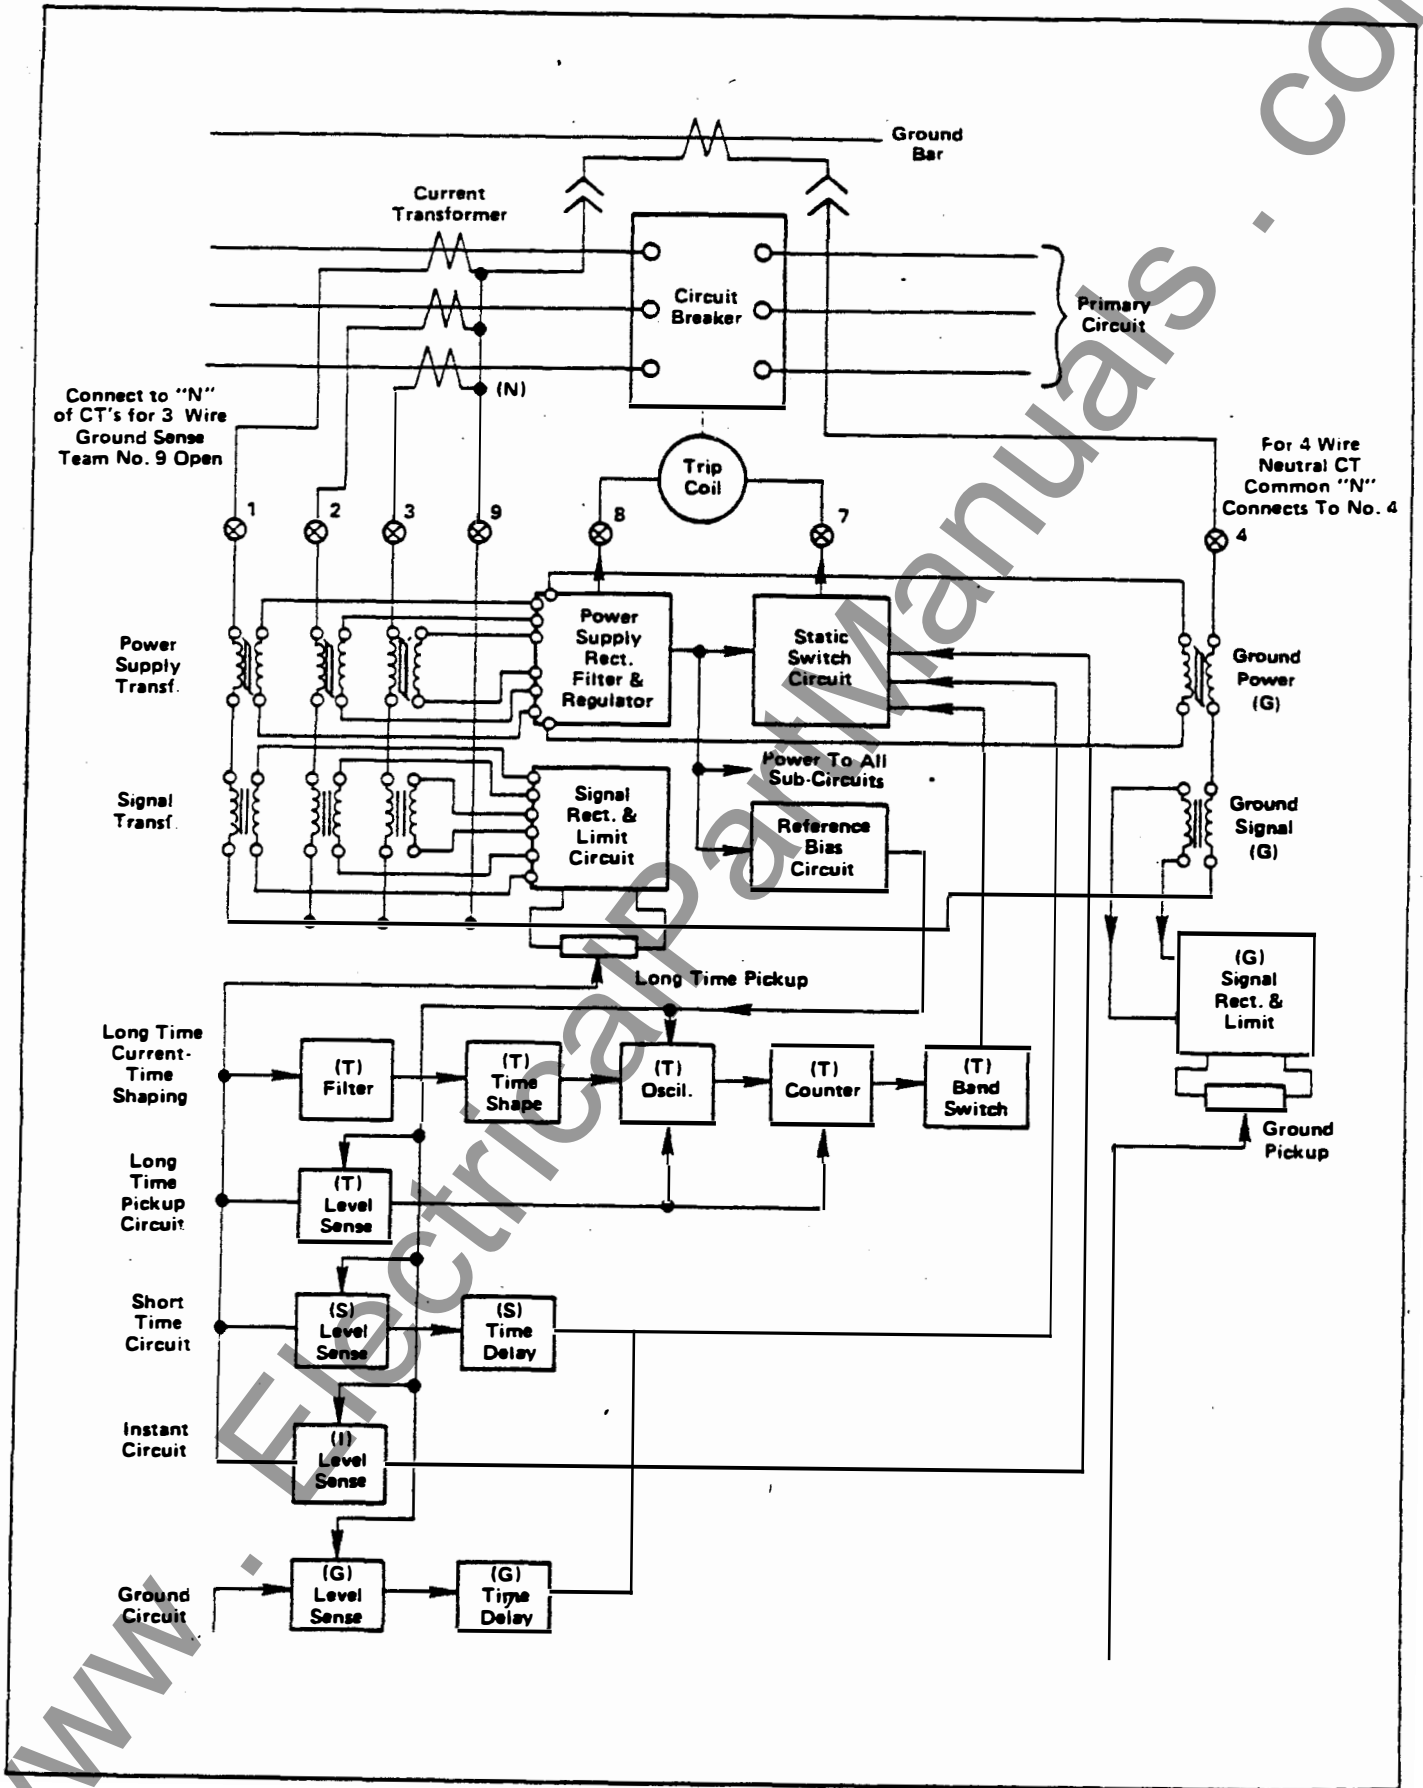 Ground
Bar
Current
Transformer
Circuit
Breaker
Primary
Circuit
(N)
Connect to "N"
of CT's for 3 Wire
Ground Sense
Team No. 9 Open
Trip
Coil
For 4 Wire
Neutral CT
Common "N"
Connects To No. 4
1
2
3
9
8
7
4
Power
Supply
Transf.
Power
Supply
Rect.
Filter &
Regulator
Static
Switch
Circuit
Ground
Power
(G)
Power To All
Sub-Circuits
Signal
Transf.
Signal
Rect. &
Limit
Circuit
Reference
Bias
Circuit
Ground
Signal
(G)
Long Time Pickup
(G)
Signal
Rect. &
Limit
Ground
Pickup
Long Time
Current-
Time
Shaping
(T)
Filter
(T)
Time
Shape
(T)
Oscil.
(T)
Counter
(T)
Band
Switch
Long
Time
Pickup
Circuit
(T)
Level
Sense
Short
Time
Circuit
(S)
Level
Sense
(S)
Time
Delay
Instant
Circuit
(I)
Level
Sense
Ground
Circuit
(G)
Level
Sense
(G)
Time
Delay
www . ElectricalPartManuals . com